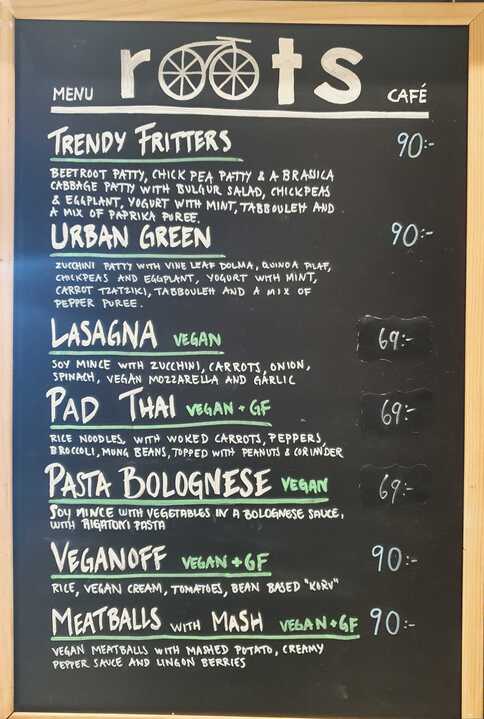 MENU roots CAFÉ
TRENDY FRITTERS 90:-
BEETROOT PATTY, CHICK PEA PATTY & A BRASSICA
CABBAGE PATTY WITH BULGUR SALAD, CHICKPEAS
& EGGPLANT, YOGURT WITH MINT, TABBOULEH AND
A MIX OF PAPRIKA PUREE.
URBAN GREEN 90:-
ZUCCHINI PATTY WITH VINE LEAF DOLMA, QUINOA PILAF,
CHICKPEAS AND EGGPLANT, YOGURT WITH MINT,
CARROT TZATZIKI, TABBOULEH AND A MIX OF
PEPPER PUREE.
LASAGNA VEGAN 69:-
SOY MINCE WITH ZUCCHINI, CARROTS, ONION,
SPINACH, VEGAN MOZZARELLA AND GARLIC
PAD THAI VEGAN + GF 69:-
RICE NOODLES, WITH WOKED CARROTS, PEPPERS,
BROCCOLI, MUNG BEANS, TOPPED WITH PEANUTS & CORIANDER
PASTA BOLOGNESE VEGAN 69:-
SOY MINCE WITH VEGETABLES IN A BOLOGNESE SAUCE,
WITH RIGATONI PASTA
VEGANOFF VEGAN + GF 90:-
RICE, VEGAN CREAM, TOMATOES, BEAN BASED "KORV"
MEATBALLS WITH MASH VEGAN + GF 90:-
VEGAN MEATBALLS WITH MASHED POTATO, CREAMY
PEPPER SAUCE AND LINGON BERRIES